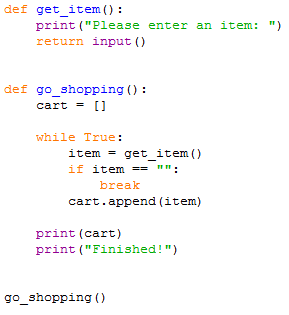 def get_item():
    print("Please enter an item: ")
    return input()


def go_shopping():
    cart = []

    while True:
        item = get_item()
        if item == "":
            break
        cart.append(item)

    print(cart)
    print("Finished!")


go_shopping()